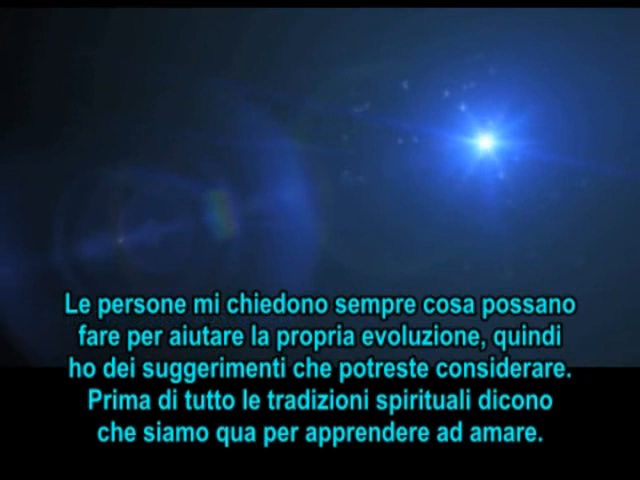 Le persone mi chiedono sempre cosa possano
fare per aiutare la propria evoluzione, quindi
ho dei suggerimenti che potreste considerare.
Prima di tutto le tradizioni spirituali dicono
che siamo qua per apprendere ad amare.